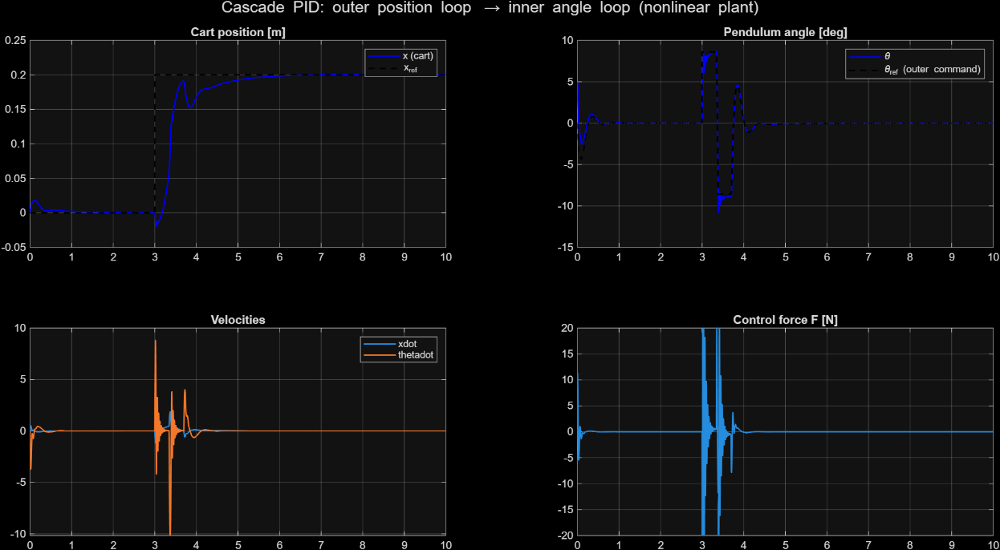 Cascade PID: outer position loop → inner angle loop (nonlinear plant)
Cart position [m]
0.25
0.2
0.15
0.1
0.05
0
-0.05
0 1 2 3 4 5 6 7 8 9 10
x (cart)
x_ref
Pendulum angle [deg]
10
5
0
-5
-10
-15
0 1 2 3 4 5 6 7 8 9 10
θ
θ_ref (outer command)
Velocities
10
5
0
-5
-10
0 1 2 3 4 5 6 7 8 9 10
xdot
thetadot
Control force F [N]
20
15
10
5
0
-5
-10
-15
-20
0 1 2 3 4 5 6 7 8 9 10